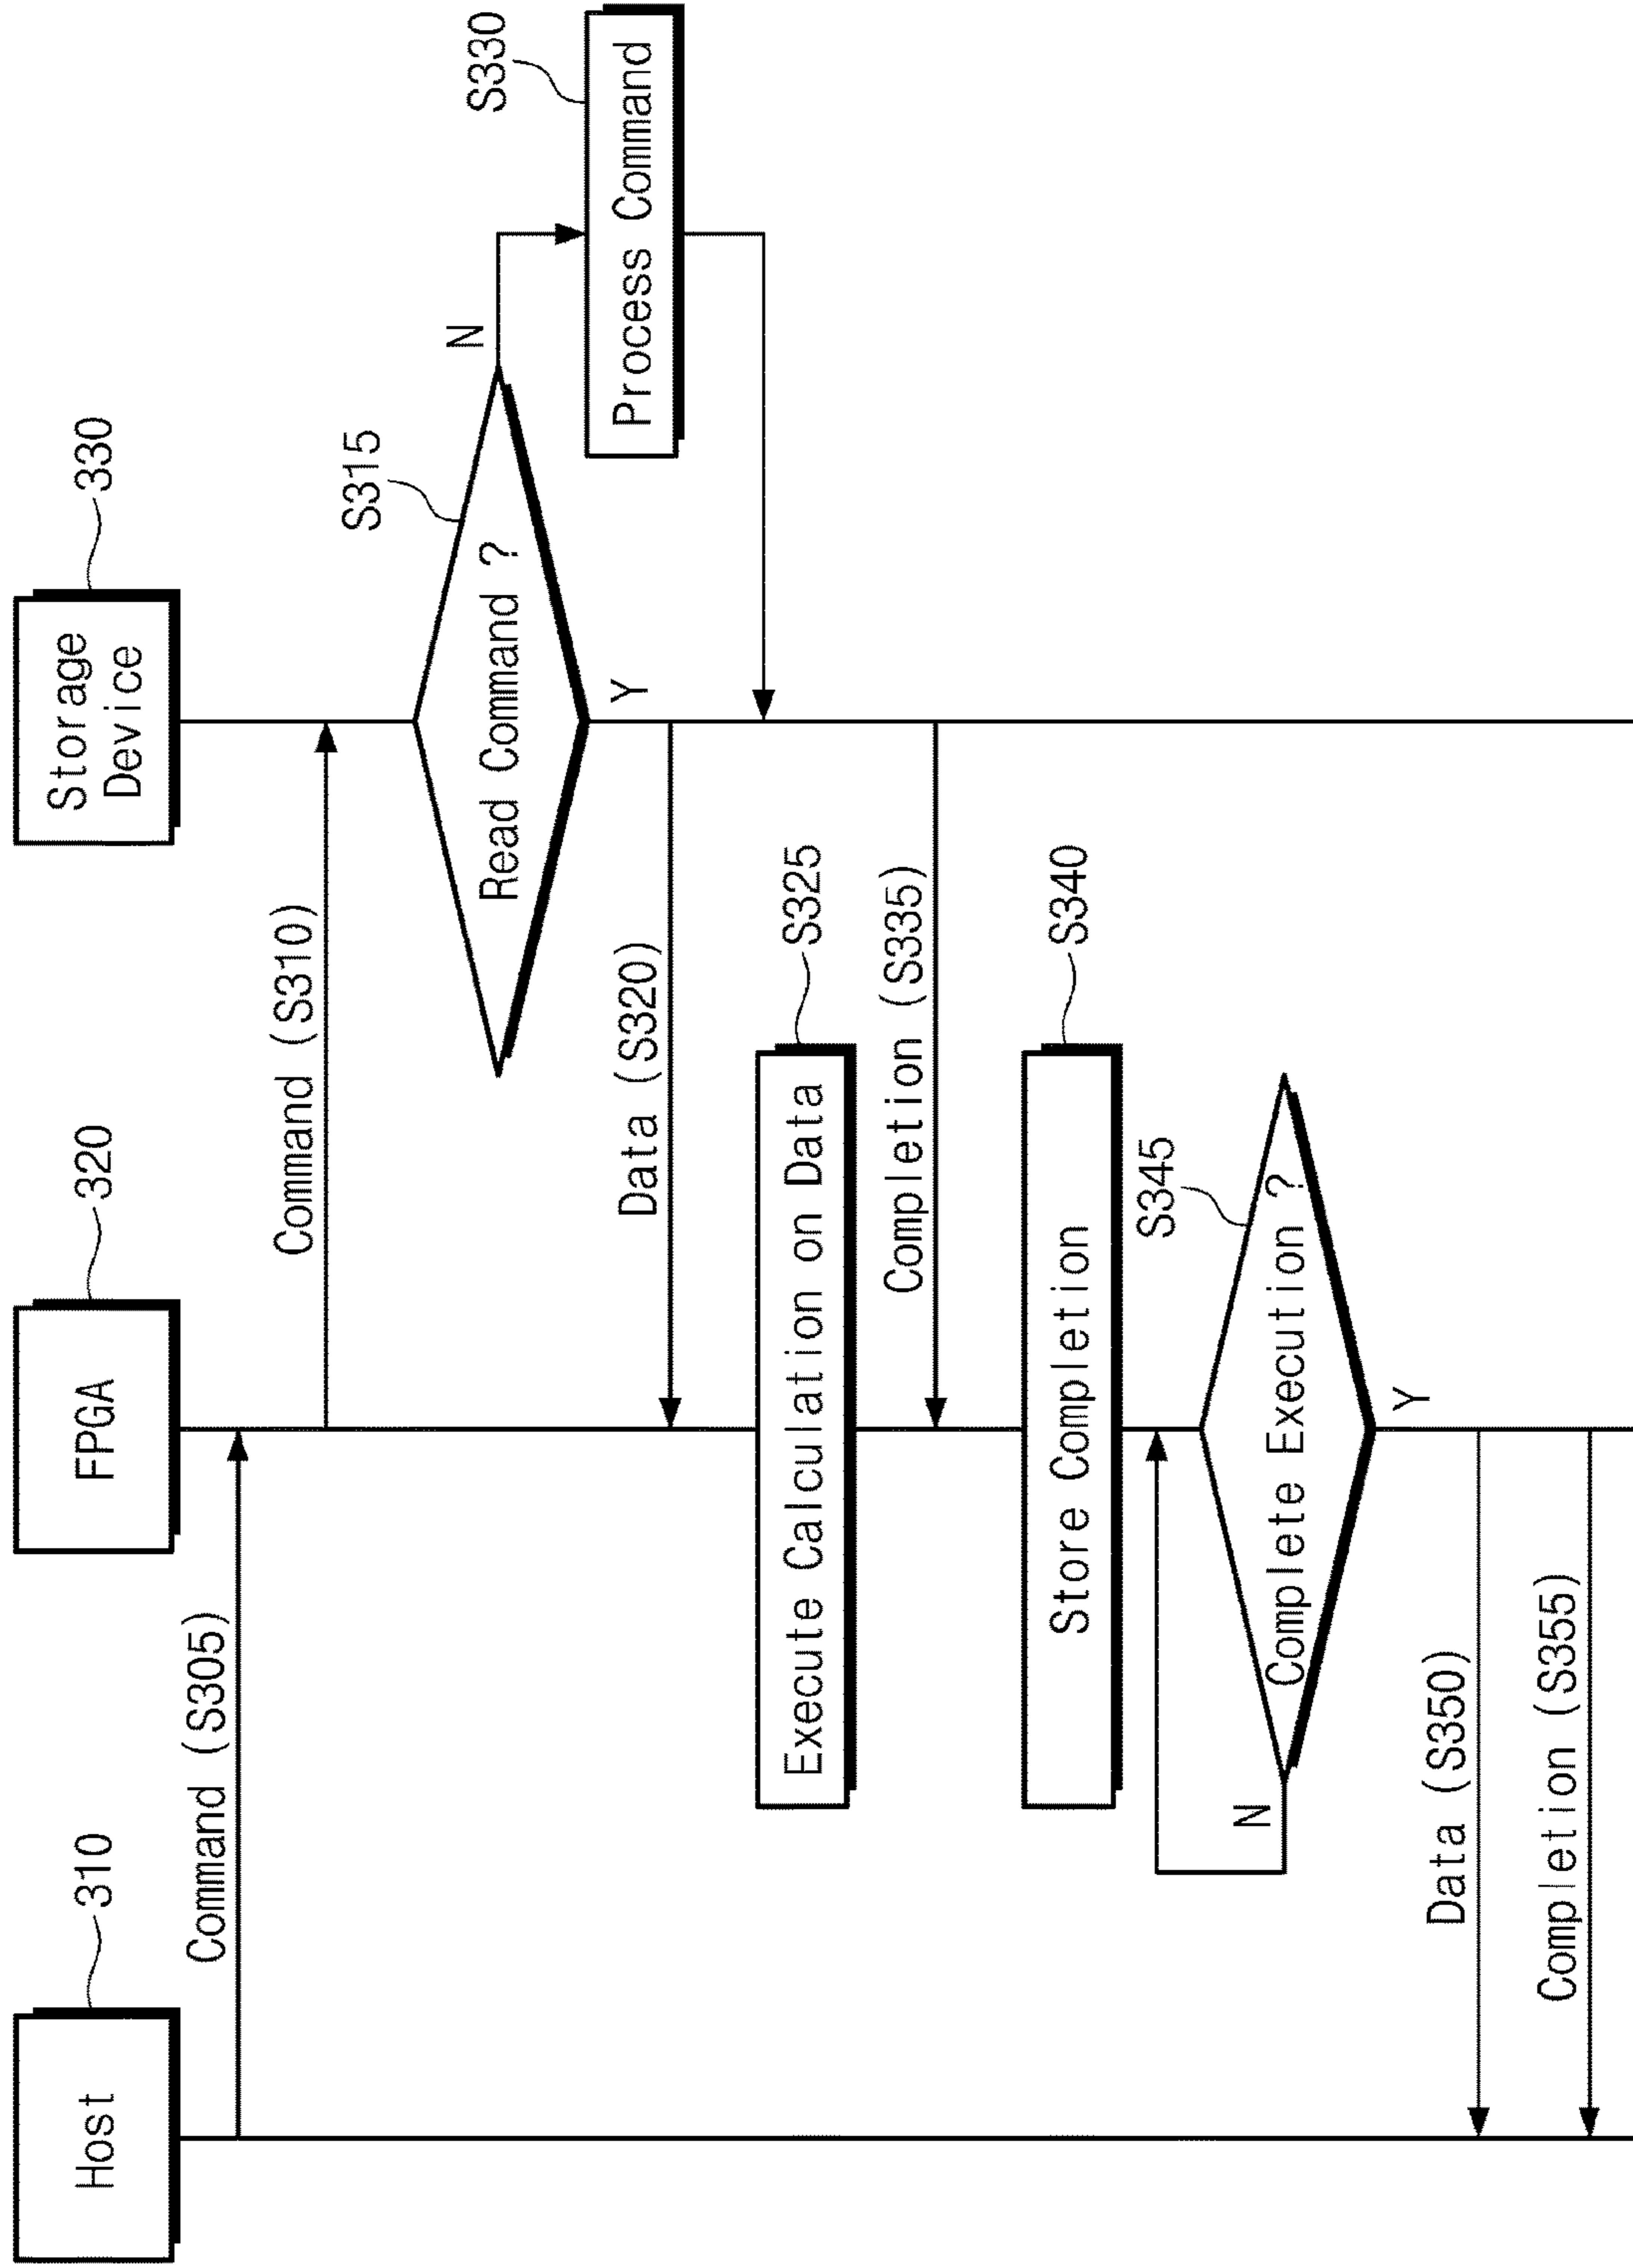 Host
310
FPGA
320
Storage
Device
330
Command (S305)
Command (S310)
S315
Read Command ?
N
S330
Process Command
Y
Data (S320)
S325
Execute Calculation on Data
Completion (S335)
S340
Store Completion
S345
Complete Execution ?
N
Y
Data (S350)
Completion (S355)